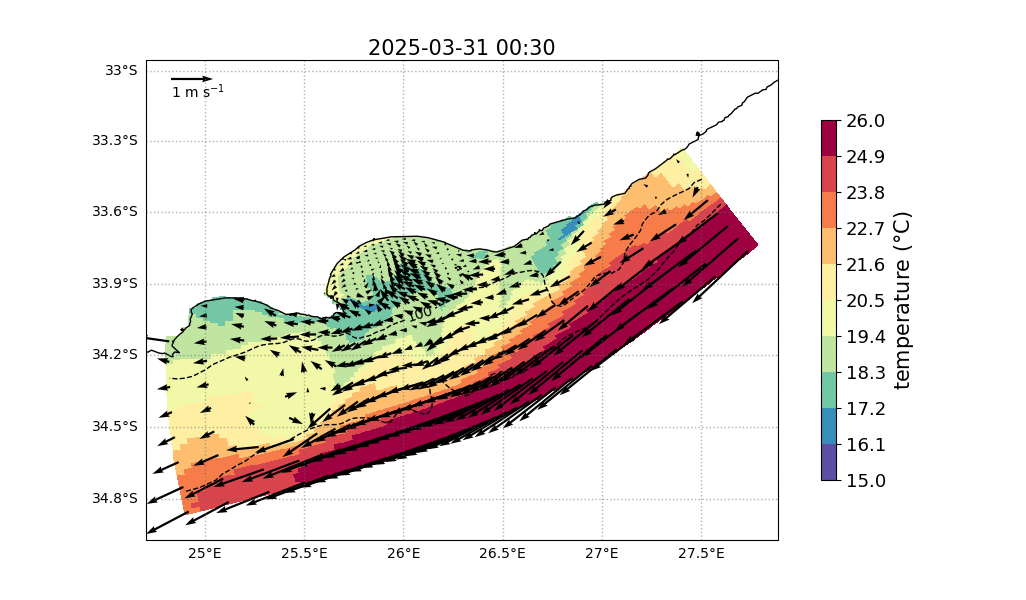 2025-03-31 00:30
1 m s⁻¹
33°S
33.3°S
33.6°S
33.9°S
34.2°S
34.5°S
34.8°S
25°E
25.5°E
26°E
26.5°E
27°E
27.5°E
100
26.0
24.9
23.8
22.7
21.6
20.5
19.4
18.3
17.2
16.1
15.0
temperature (°C)